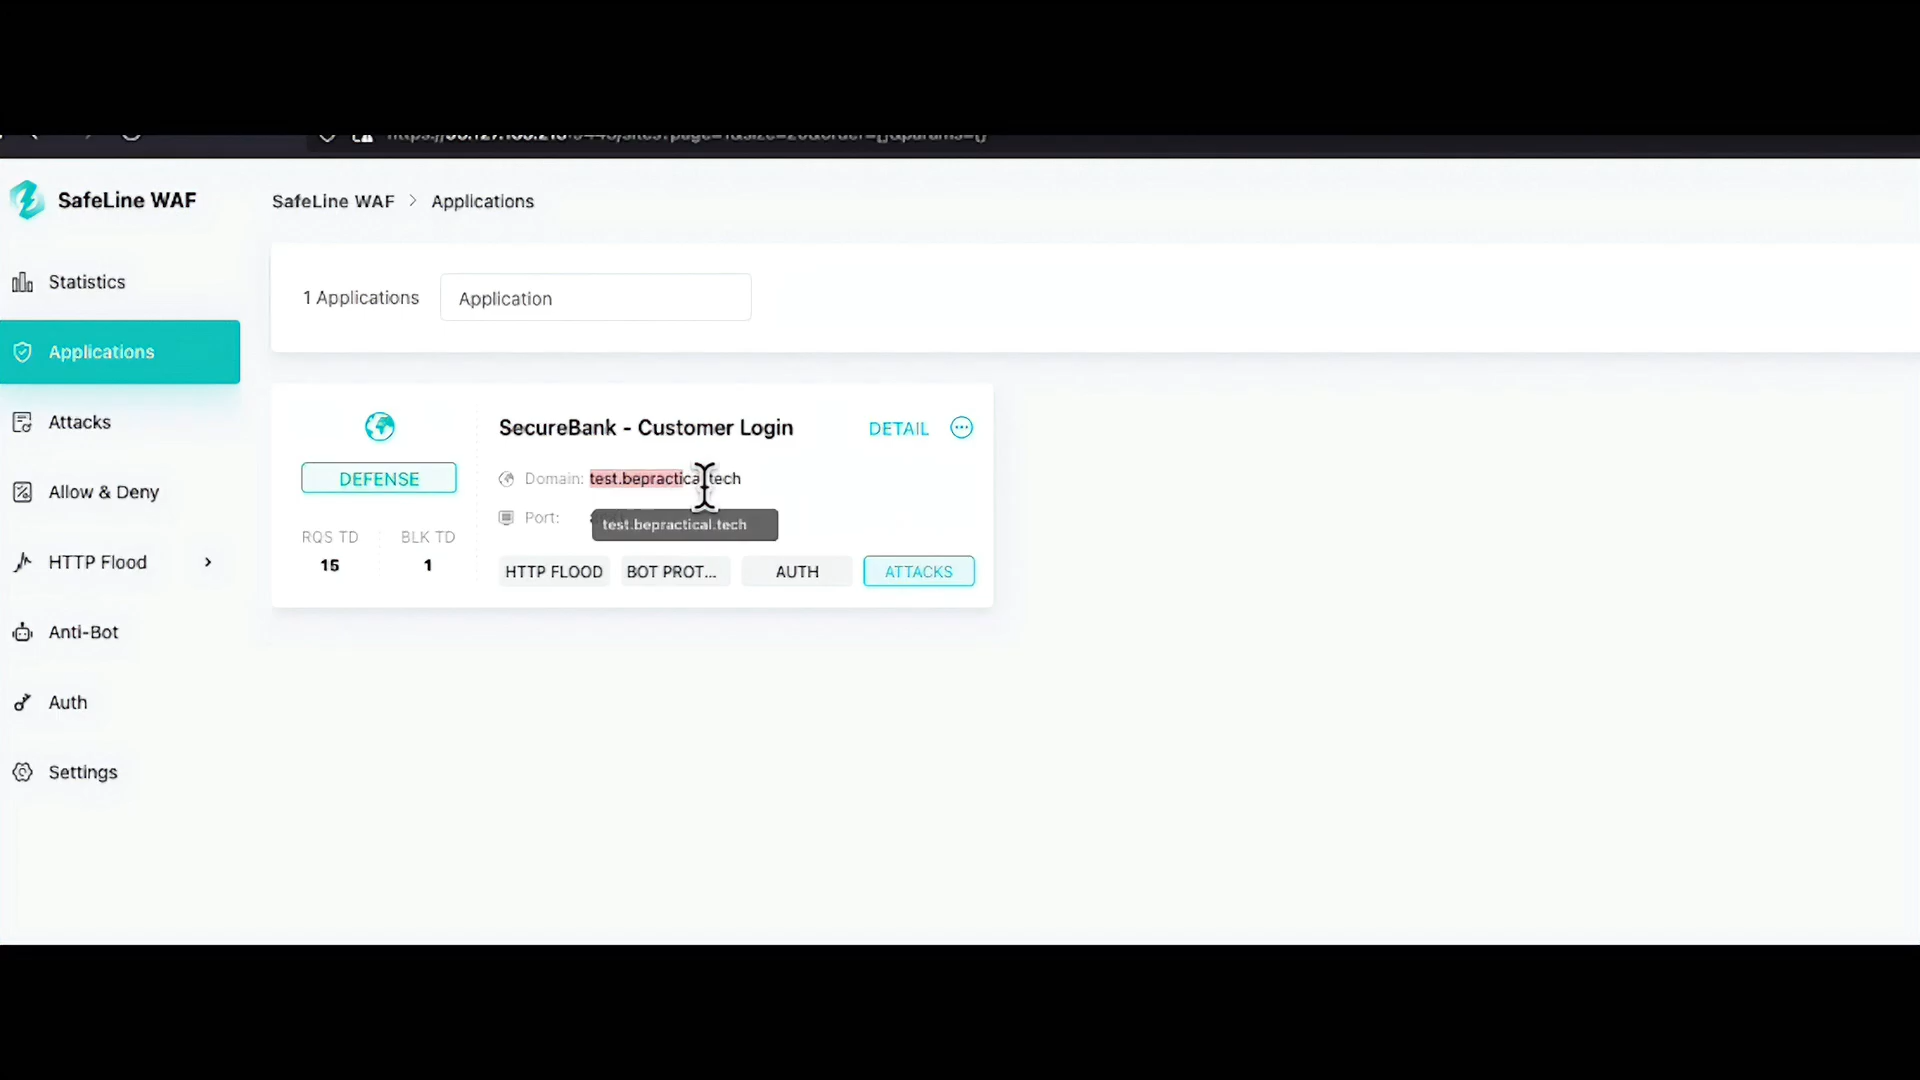 SafeLine WAF
SafeLine WAF > Applications
Statistics
Applications
Attacks
Allow & Deny
HTTP Flood
Anti-Bot
Auth
Settings
1 Applications
Application
SecureBank - Customer Login
DETAIL
DEFENSE
Domain: test.bepractical.tech
Port:
test.bepractical.tech
RQS TD
BLK TD
15
1
HTTP FLOOD
BOT PROT...
AUTH
ATTACKS